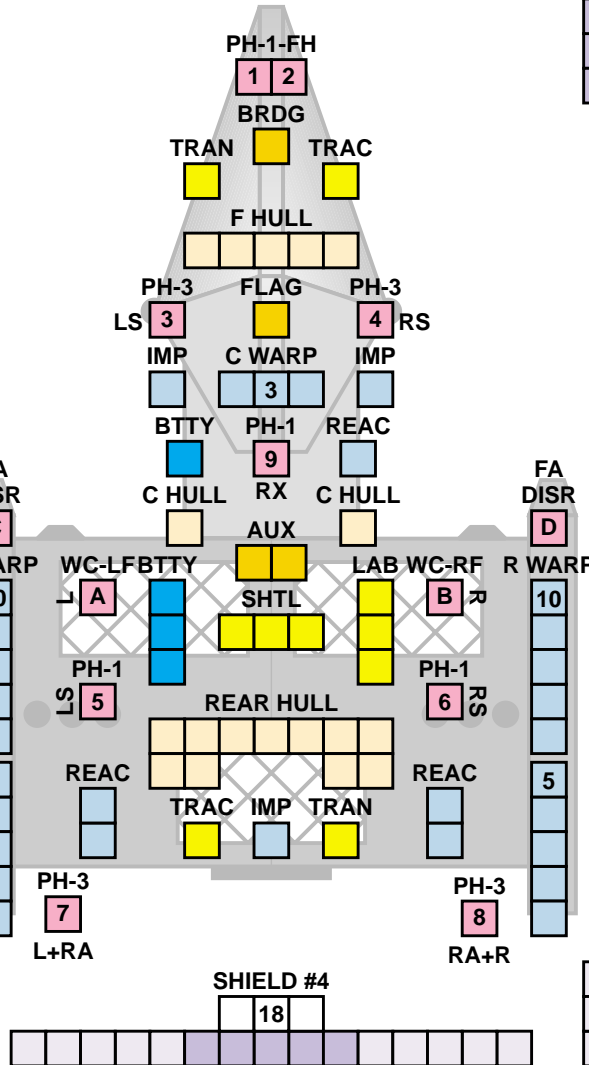 PH-1-FH
1 2
BRDG
TRAN TRAC
F HULL
PH-3 FLAG PH-3
LS 3 4 RS
IMP C WARP IMP
3
BTTY PH-1 REAC
9
RX
C HULL C HULL
FA
DISR
AUX
D
WC-LF BTTY LAB WC-RF R WARP
L A SHTL B R 10
PH-1 PH-1
LS 5 6 RS
REAR HULL
REAC REAC
5
TRAC IMP TRAN
PH-3 PH-3
7 8
L+RA RA+R
SHIELD #4
18